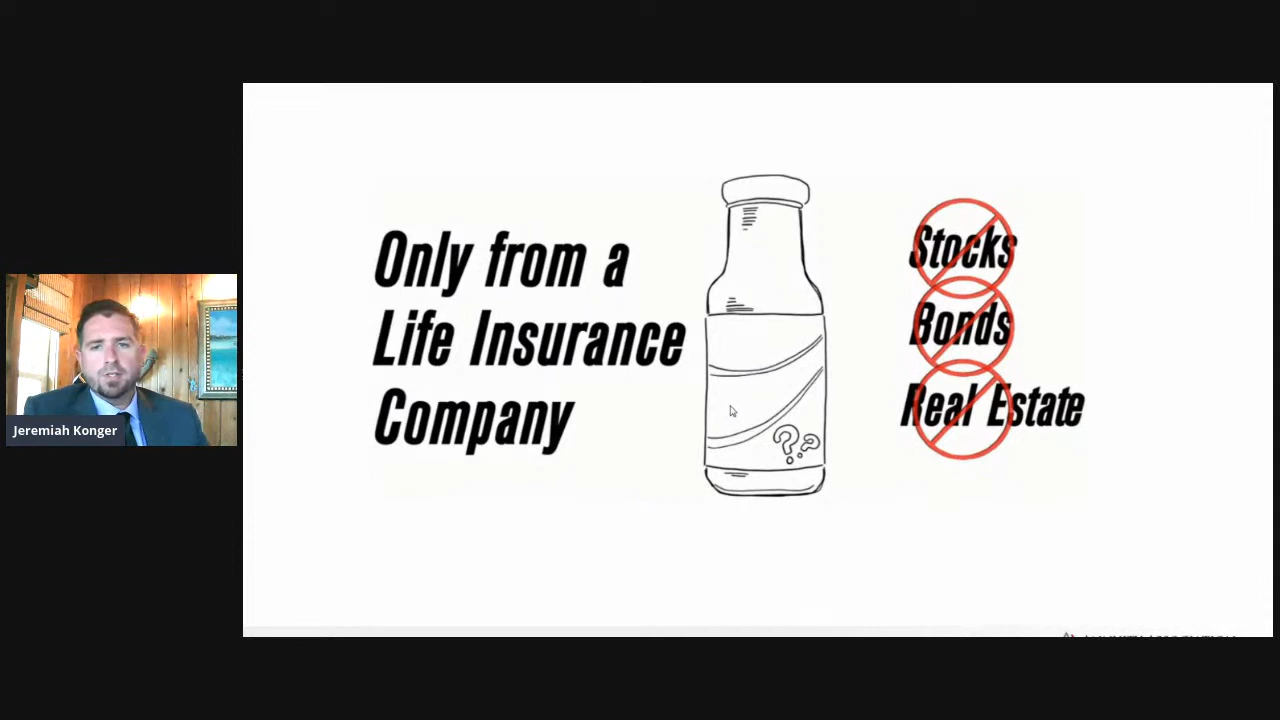 Only from a
Life Insurance
Company
??
Stocks
Bonds
Real Estate
Jeremiah Konger